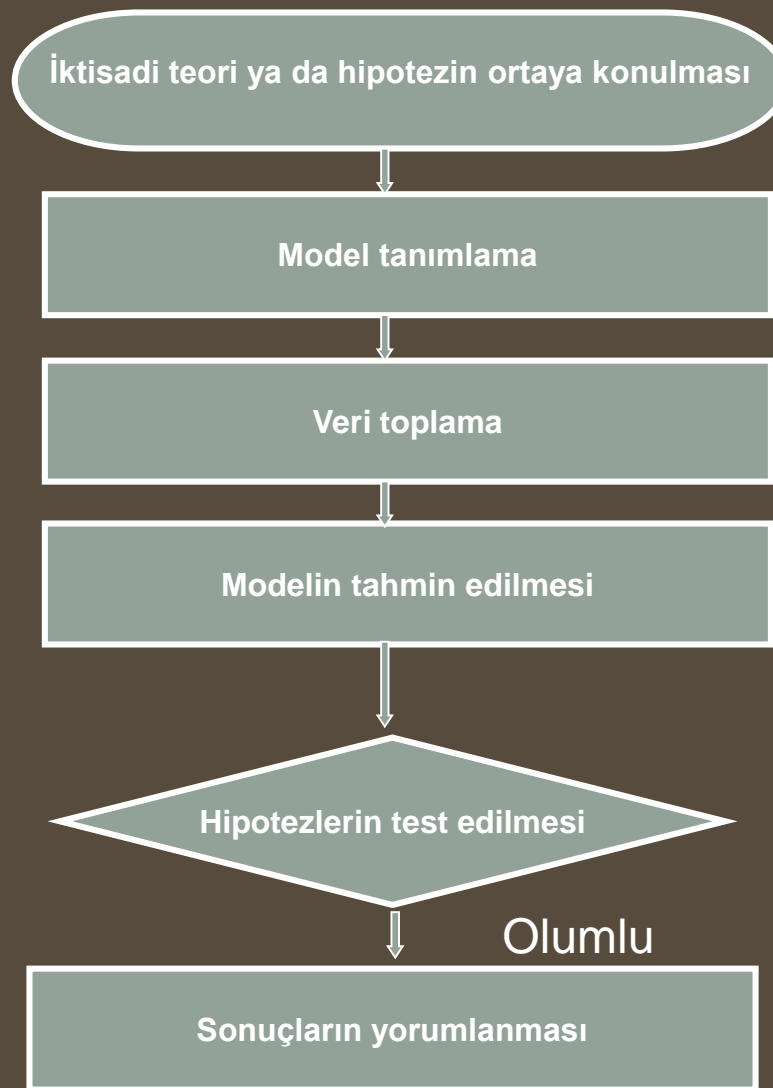 İktisadi teori ya da hipotezin ortaya konulması
Model tanımlama
Veri toplama
Modelin tahmin edilmesi
Hipotezlerin test edilmesi
Olumlu
Sonuçların yorumlanması